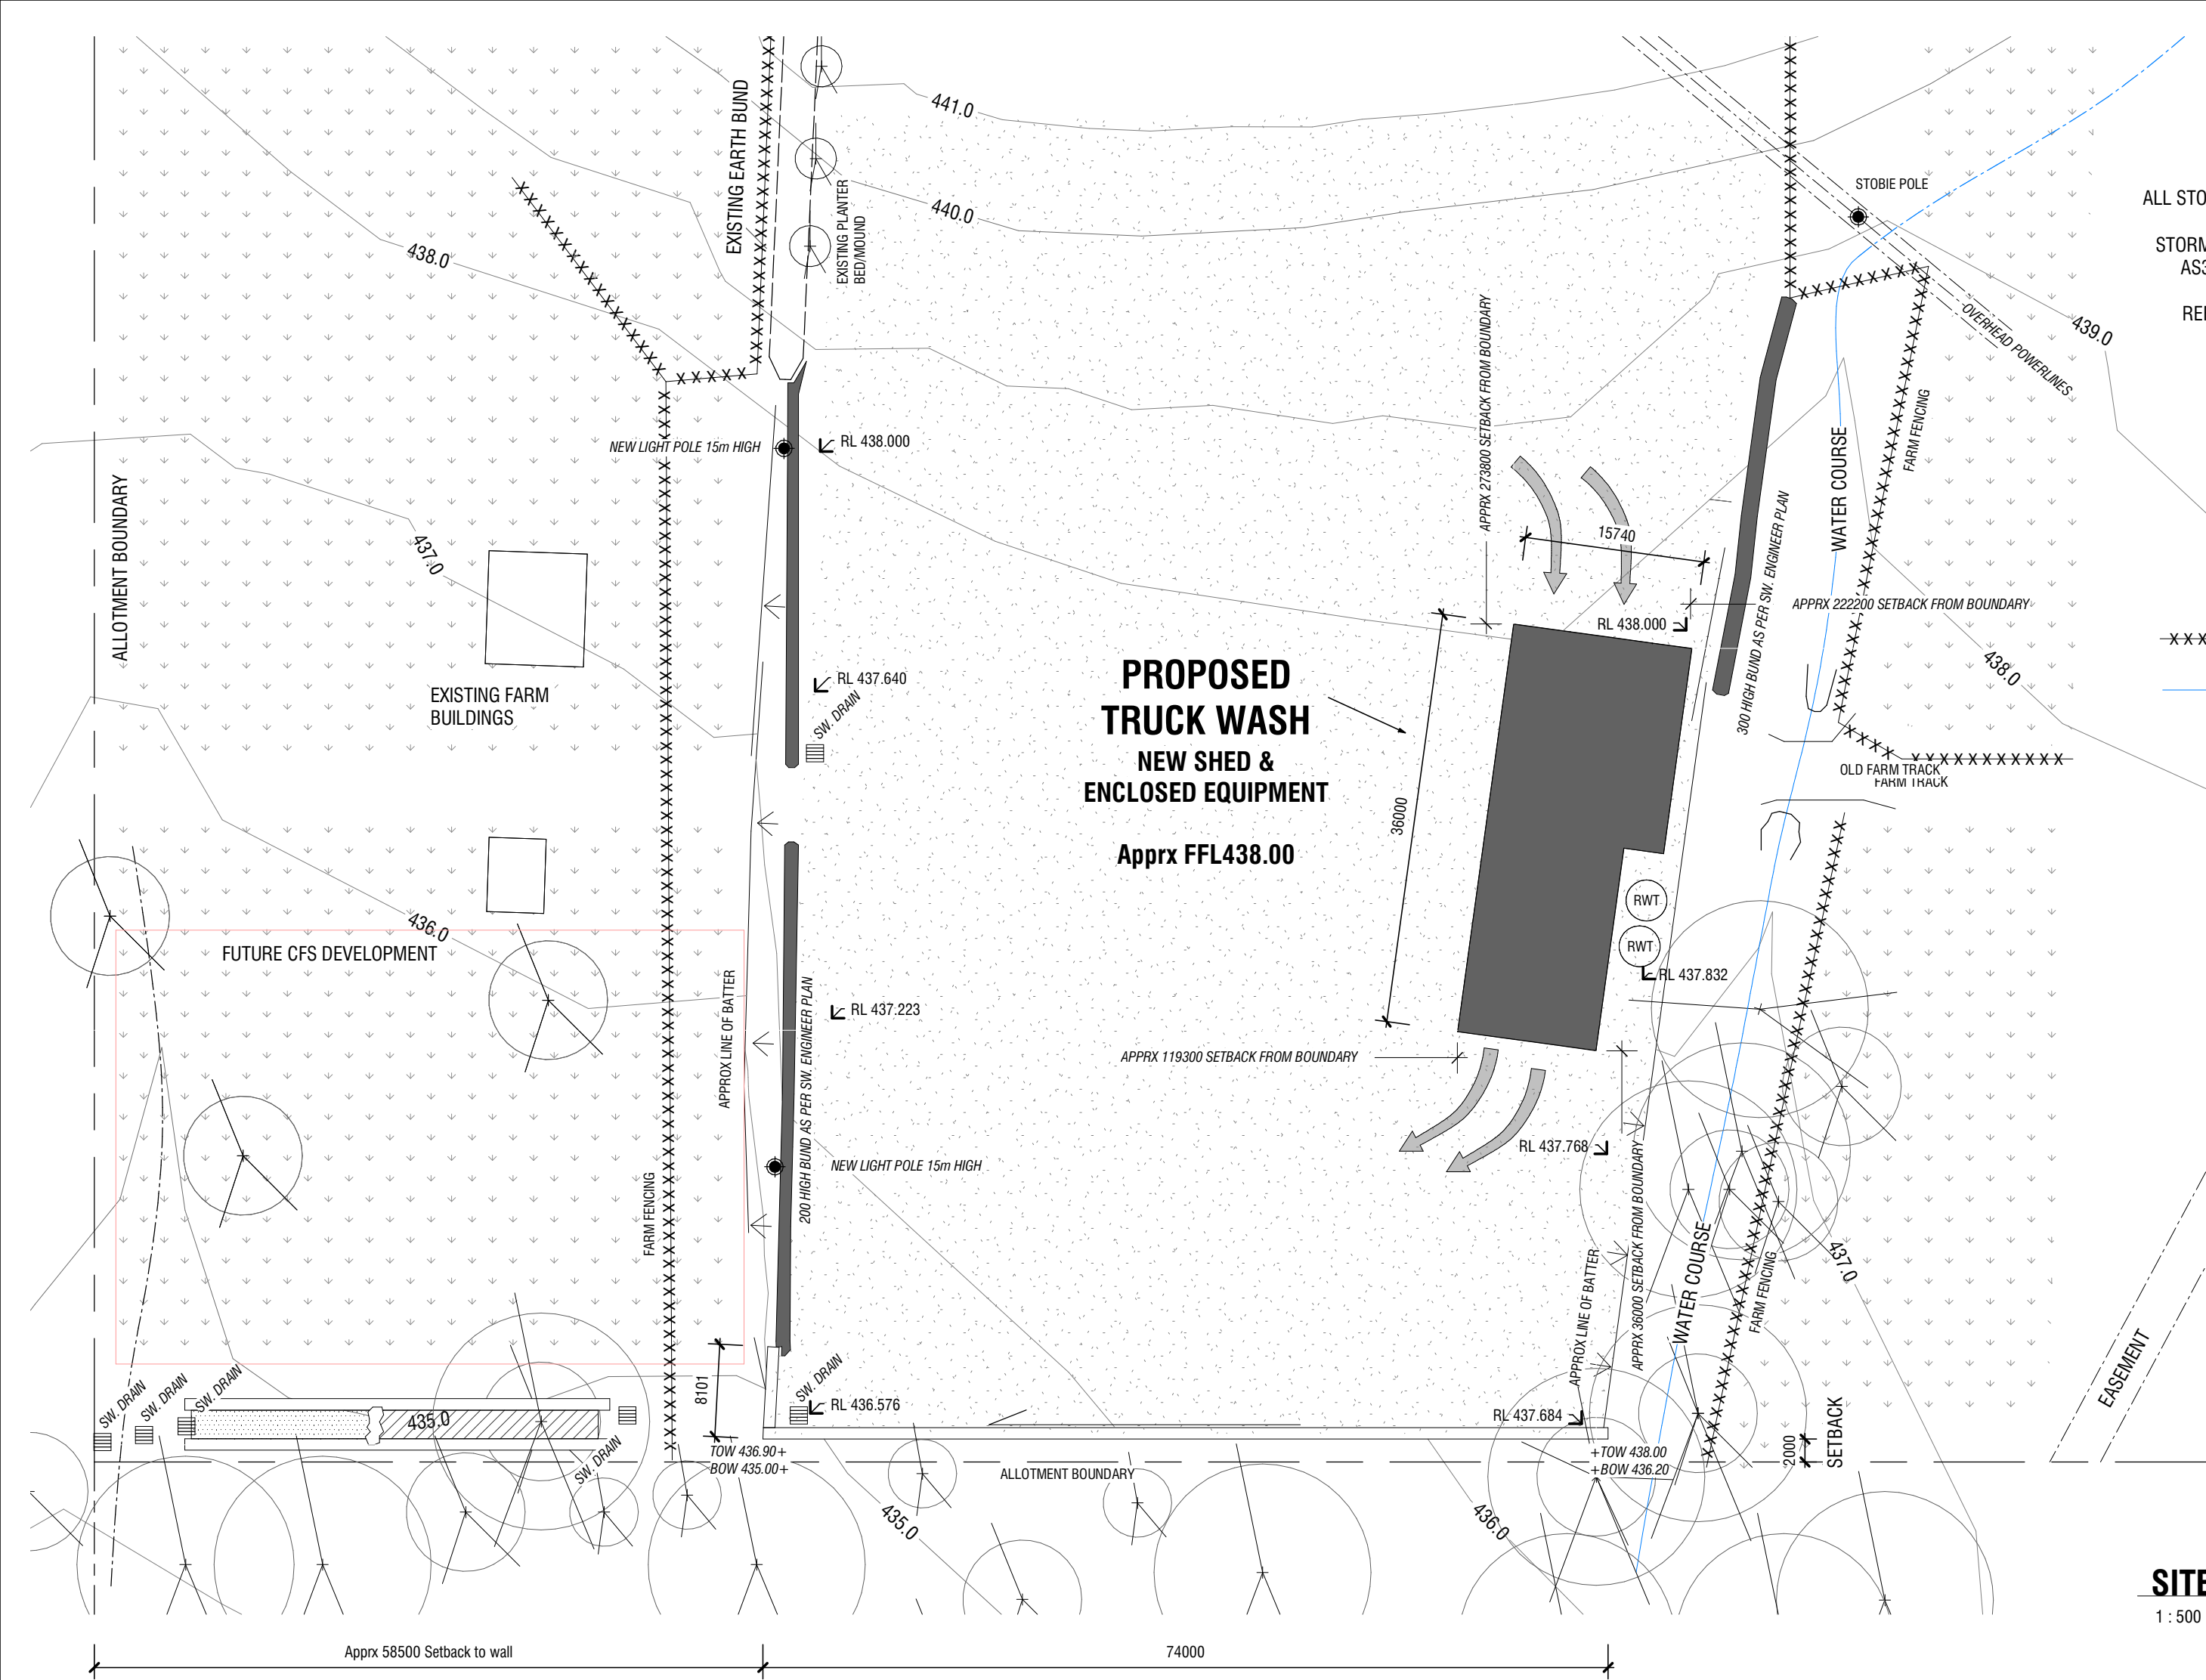 441.0
EXISTING EARTH BUND
STOBIE POLE
ALL STO
EXISTING PLANTER
BED/MOUND
440.0
438.0
STORM
AS3
REI
OVERHEAD POWERLINES
439.0
APPRX 273800 SETBACK FROM BOUNDARY
FARM FENCING
WATER COURSE
NEW LIGHT POLE 15m HIGH
RL 438.000
ALLOTMENT BOUNDARY
437.0
15740
300 HIGH BUND AS PER SW. ENGINEER PLAN
APPRX 222200 SETBACK FROM BOUNDARY
RL 438.000
438.0
RL 437.640
SW. DRAIN
EXISTING FARM
BUILDINGS
PROPOSED
TRUCK WASH
NEW SHED &
ENCLOSED EQUIPMENT
Apprx FFL438.00
36000
OLD FARM TRACK
FARM TRACK
RWT
RWT
436.0
FUTURE CFS DEVELOPMENT
RL 437.832
APPROX LINE OF BATTER
200 HIGH BUND AS PER SW. ENGINEER PLAN
RL 437.223
APPRX 119300 SETBACK FROM BOUNDARY
RL 437.768
NEW LIGHT POLE 15m HIGH
FARM FENCING
APPRX 36000 SETBACK FROM BOUNDARY
APPROX LINE OF BATTER
WATER COURSE
FARM FENCING
437.0
EASEMENT
SW. DRAIN
SW. DRAIN
SW. DRAIN
435.0
SW. DRAIN
8101
SW. DRAIN
RL 436.576
RL 437.684
TOW 436.90+
BOW 435.00+
ALLOTMENT BOUNDARY
+TOW 438.00
+BOW 436.20
2000
SETBACK
435.0
436.0
SITE
1 : 500
Apprx 58500 Setback to wall
74000